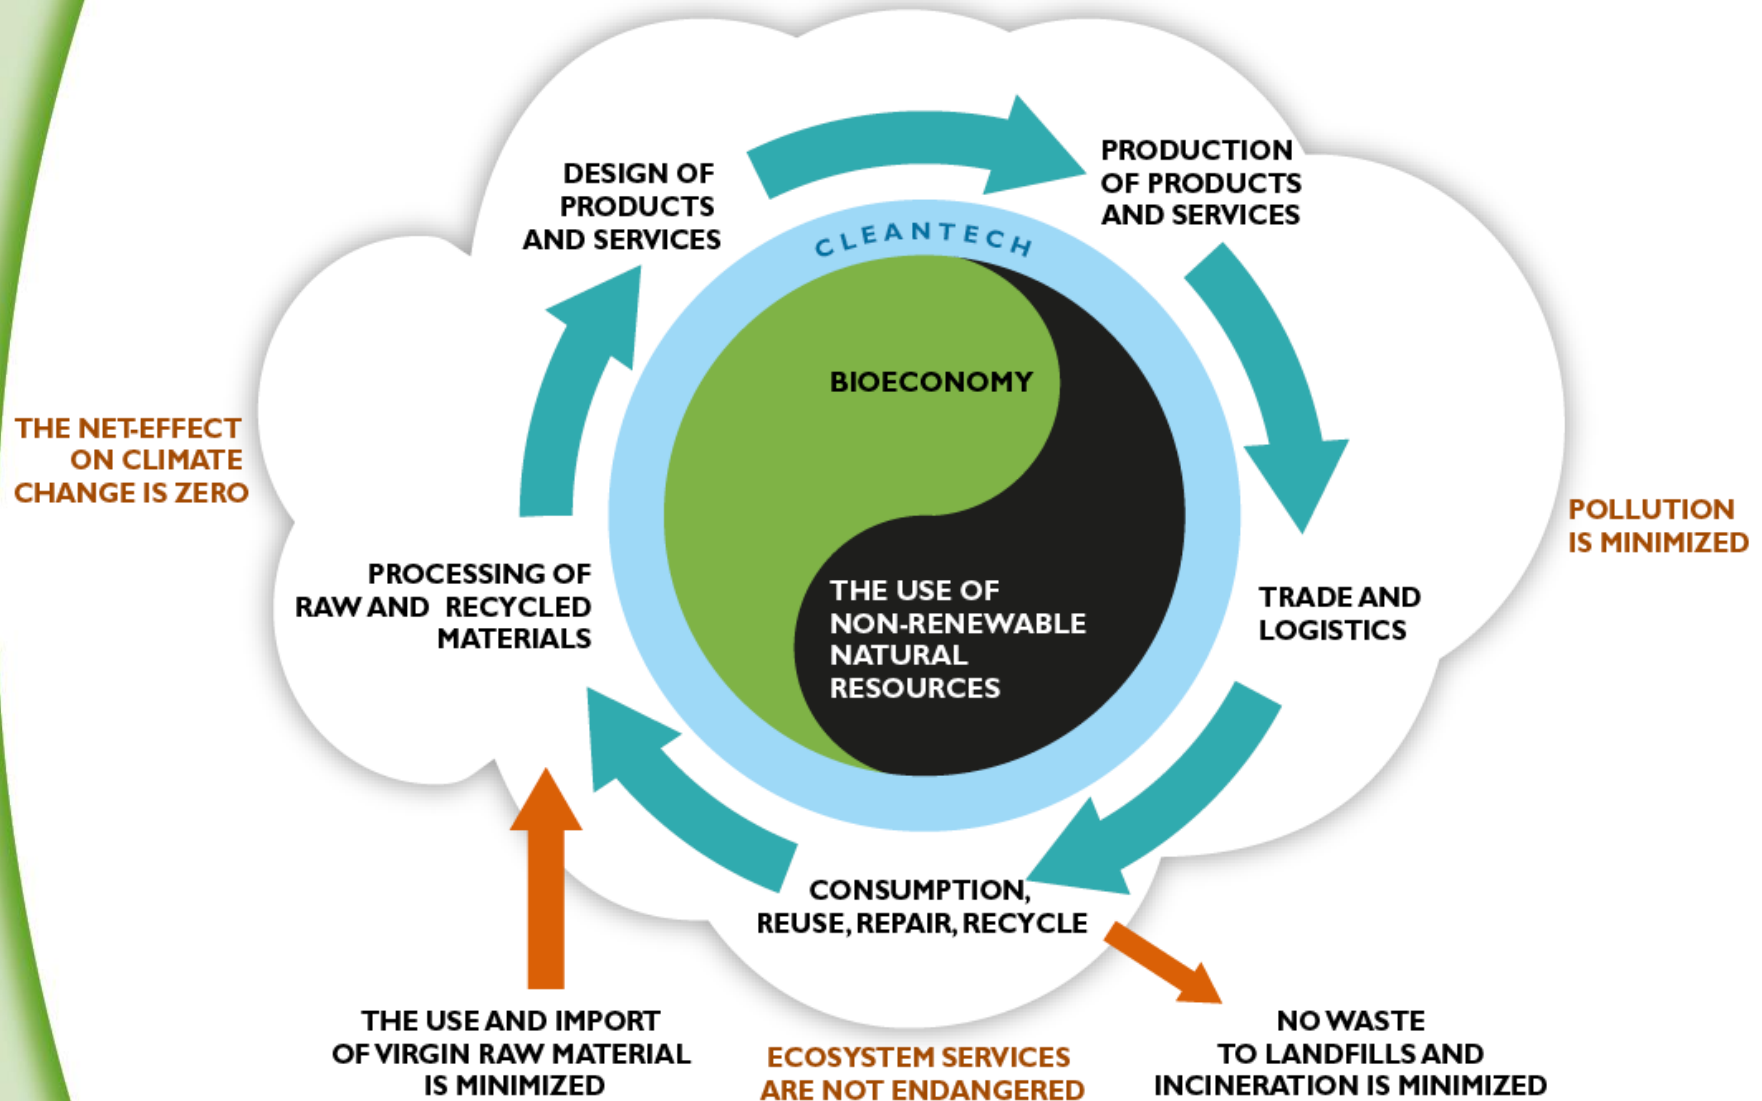 DESIGN OF
PRODUCTS
AND SERVICES
PRODUCTION
OF PRODUCTS
AND SERVICES
CLEANTECH
BIOECONOMY
THE NET-EFFECT
ON CLIMATE
CHANGE IS ZERO
POLLUTION
IS MINIMIZED
PROCESSING OF
RAW AND RECYCLED
MATERIALS
THE USE OF
NON-RENEWABLE
NATURAL
RESOURCES
TRADE AND
LOGISTICS
CONSUMPTION,
REUSE, REPAIR, RECYCLE
THE USE AND IMPORT
OF VIRGIN RAW MATERIAL
IS MINIMIZED
ECOSYSTEM SERVICES
ARE NOT ENDANGERED
NO WASTE
TO LANDFILLS AND
INCINERATION IS MINIMIZED